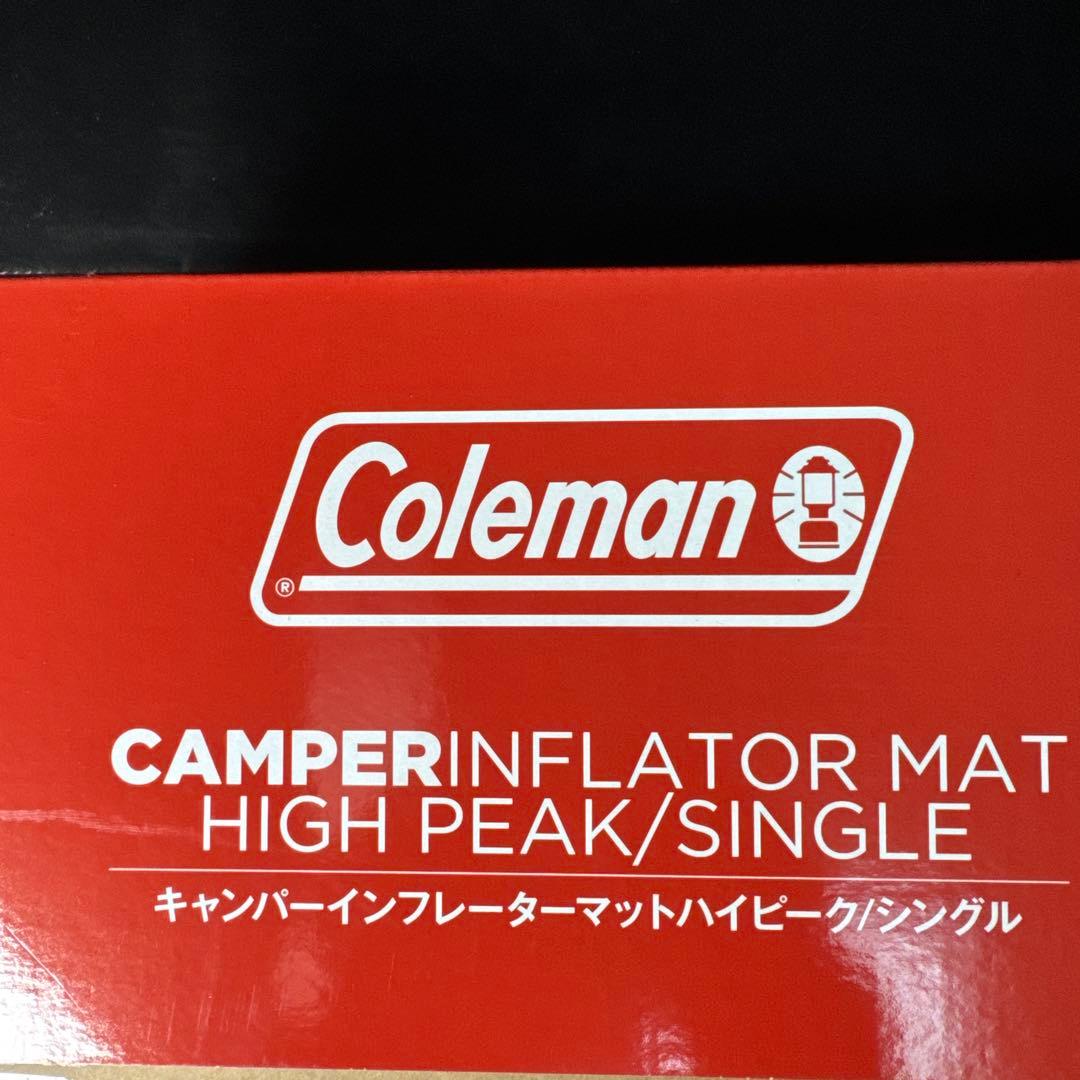 Coleman
®
CAMPERINFLATOR MAT
HIGH PEAK/SINGLE
キャンパーインフレーターマットハイピーク/シングル